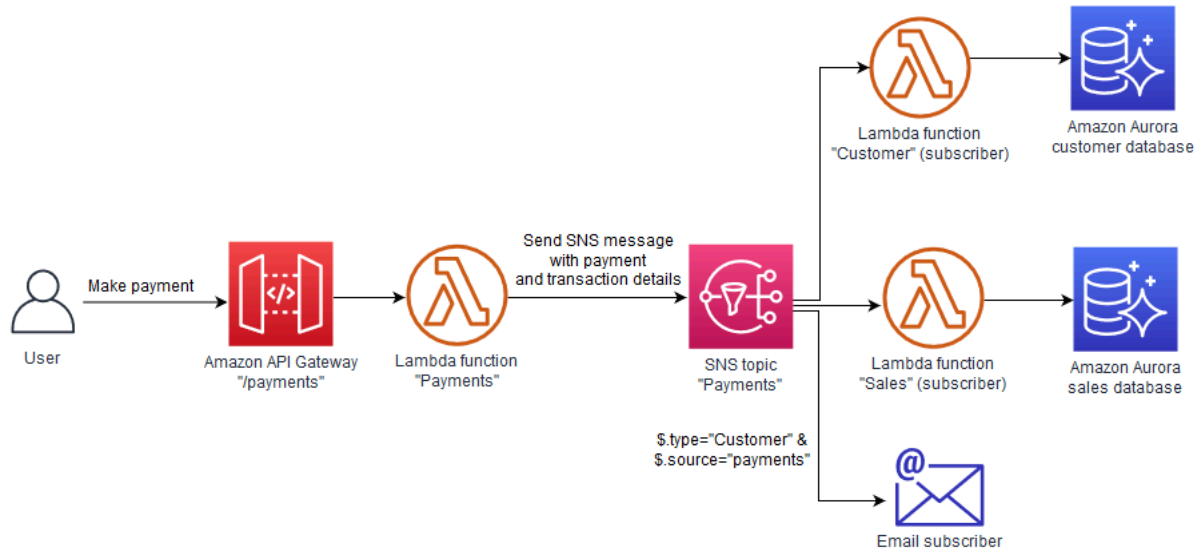 Lambda function
"Customer" (subscriber)
Amazon Aurora
customer database
Make payment
User
Amazon API Gateway
"/payments"
Lambda function
"Payments"
Send SNS message
with payment
and transaction details
SNS topic
"Payments"
Lambda function
"Sales" (subscriber)
Amazon Aurora
sales database
$.type="Customer" &
$.source="payments"
@
Email subscriber